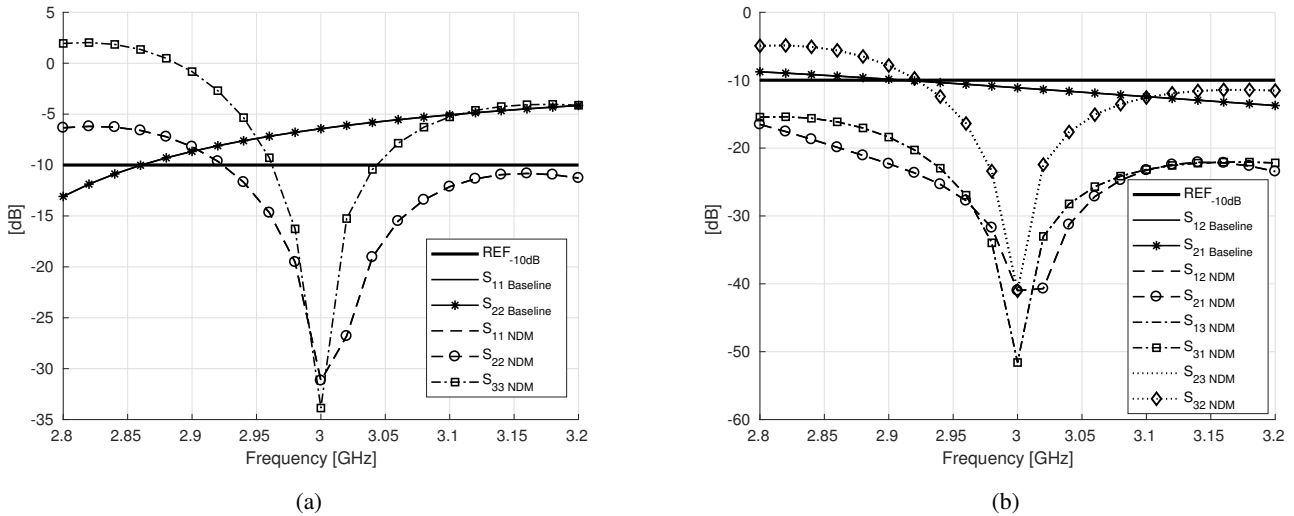 5
0
-5
-10
-15
-20
-25
-30
-35
[dB]
2.8 2.85 2.9 2.95 3 3.05 3.1 3.15 3.2
Frequency [GHz]
REF-10dB
S11 Baseline
S22 Baseline
S11 NDM
S22 NDM
S33 NDM
(a)
0
-10
-20
-30
-40
-50
-60
[dB]
2.8 2.85 2.9 2.95 3 3.05 3.1 3.15 3.2
Frequency [GHz]
REF-10dB
S12 Baseline
S21 Baseline
S12 NDM
S21 NDM
S13 NDM
S31 NDM
S23 NDM
S32 NDM
(b)